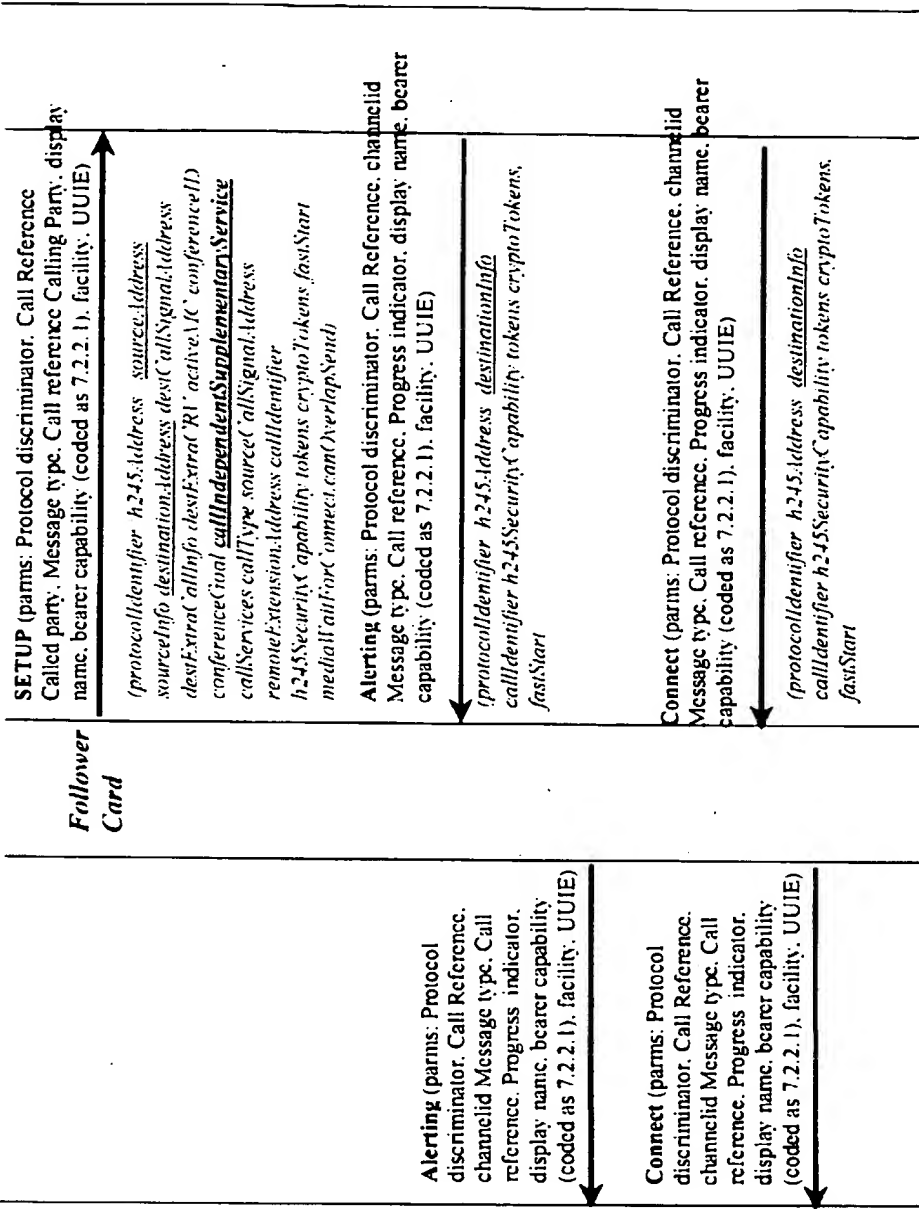 Follower
Card
SETUP (parms: Protocol discriminator. Call Reference
Called party. Message type. Call reference Calling Party. display
name. bearer capability (coded as 7.2.2.1). facility. UUIE)
(protocolIdentifier h245Address sourceAddress
sourceInfo destinationAddress destCallSignalAddress
destExtraCallInfo destExtraCRV activeMC conferenceID
conferenceGoal callIndependentSupplementaryService
callServices callType sourceCallSignalAddress
remoteExtensionAddress callIdentifier
h245SecurityCapability tokens cryptoTokens fastStart
mediaWaitForConnect canOverlapSend)
Alerting (parms: Protocol discriminator. Call Reference. channelid
Message type. Call reference. Progress indicator. display name. bearer
capability (coded as 7.2.2.1). facility. UUIE)
(protocolIdentifier h245Address destinationInfo
callIdentifier h245SecurityCapability tokens cryptoTokens,
fastStart
Connect (parms: Protocol discriminator. Call Reference. channelid
Message type. Call reference. Progress indicator. display name. bearer
capability (coded as 7.2.2.1). facility. UUIE)
(protocolIdentifier h245Address destinationInfo
callIdentifier h245SecurityCapability tokens cryptoTokens,
fastStart
Alerting (parms: Protocol
discriminator. Call Reference.
channelid Message type. Call
reference. Progress indicator.
display name. bearer capability
(coded as 7.2.2.1). facility. UUIE)
Connect (parms: Protocol
discriminator. Call Reference.
channelid Message type. Call
reference. Progress indicator.
display name. bearer capability
(coded as 7.2.2.1). facility. UUIE)